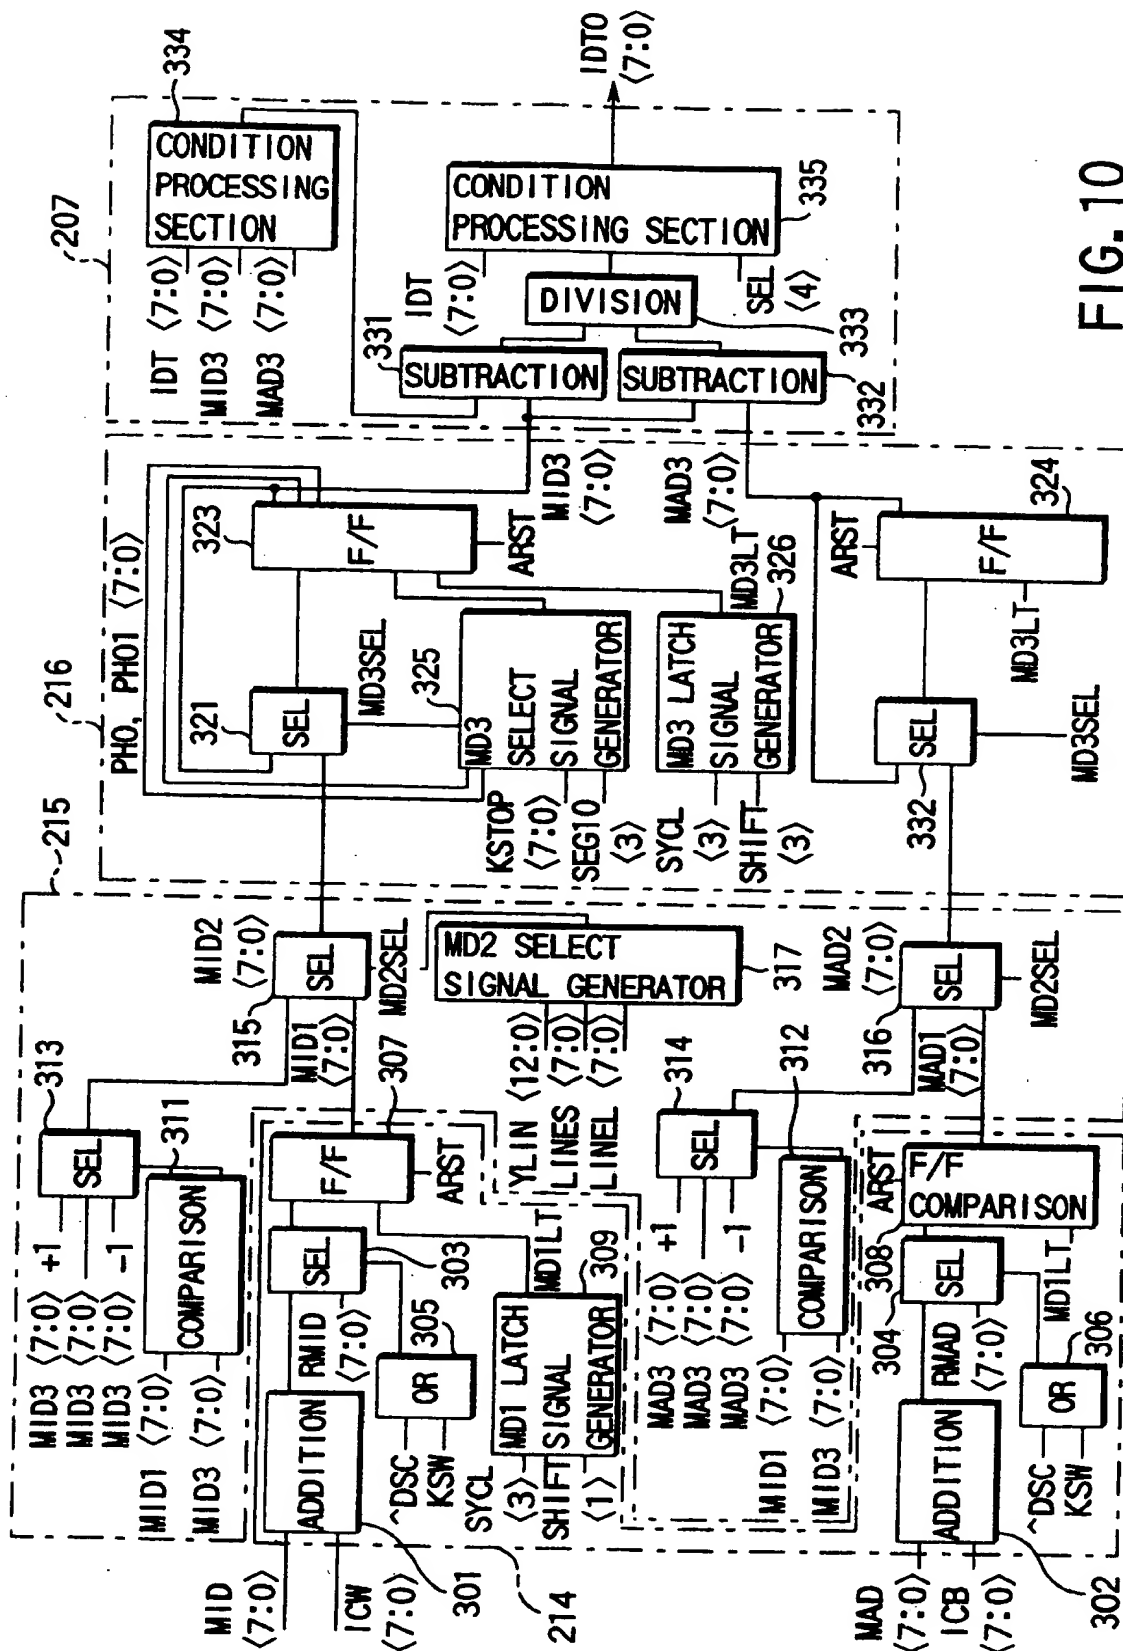 207
334
CONDITION
PROCESSING
SECTION
IDT <7:0>
MID3 <7:0>
MAD3 <7:0>
IDT0
<7:0>
CONDITION
PROCESSING SECTION
335
IDT
<7:0>
DIVISION
333
SEL
<4>
331
SUBTRACTION
SUBTRACTION
332
216
PH0, PH01 <7:0>
321
SEL
323
F/F
ARST
MD3SEL
325
MD3
SELECT
SIGNAL
GENERATOR
KSTOP
<7:0>
SEG10
<3>
MID3
<7:0>
MAD3
<7:0>
MD3LT
326
MD3 LATCH
SIGNAL
GENERATOR
SYCL
<3>
SHIFT
<3>
ARST
324
F/F
MD3LT
SEL
332
MD3SEL
215
MID2
<7:0>
SEL
315
MD2SEL
MD2 SELECT
SIGNAL GENERATOR
317
YLIN <12:0>
LINES <7:0>
LINEL <7:0>
MAD2
<7:0>
SEL
316
MD2SEL
313
SEL
MID3 <7:0> +1
MID3 <7:0>
MID3 <7:0> -1
311
COMPARISON
MID1 <7:0>
MID3 <7:0>
MID1
<7:0>
307
F/F
ARST
SEL
303
RMID
<7:0>
305
OR
^DSC
KSW
ADDITION
301
MID
<7:0>
ICW
<7:0>
214
MD1LT
309
MD1 LATCH
SIGNAL
GENERATOR
SYCL
<3>
SHIFT
<1>
314
SEL
MAD3 <7:0> +1
MAD3 <7:0>
MAD3 <7:0> -1
312
COMPARISON
MID1 <7:0>
MID3 <7:0>
MAD1
<7:0>
ARST
F/F
COMPARISON
308
MD1LT
304
SEL
RMAD
<7:0>
306
OR
^DSC
KSW
ADDITION
302
MAD
<7:0>
ICB
<7:0>
FIG. 10